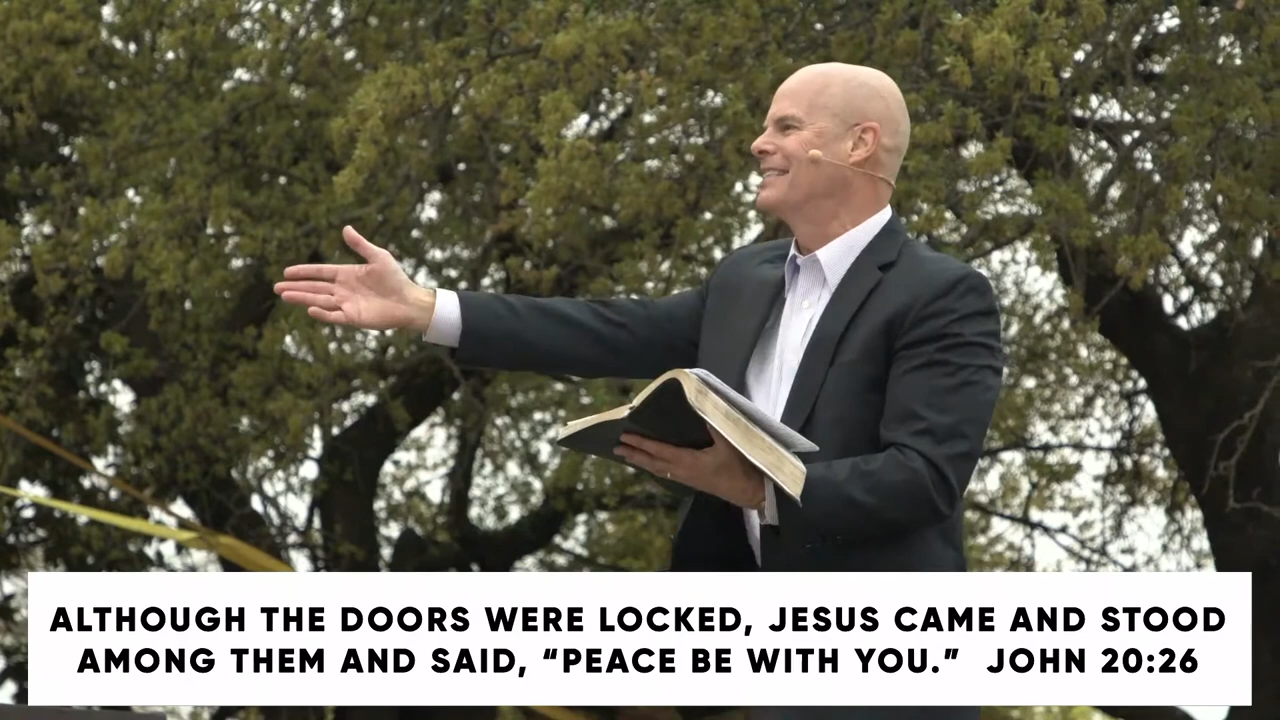 ALTHOUGH THE DOORS WERE LOCKED, JESUS CAME AND STOOD
AMONG THEM AND SAID, “PEACE BE WITH YOU.” JOHN 20:26